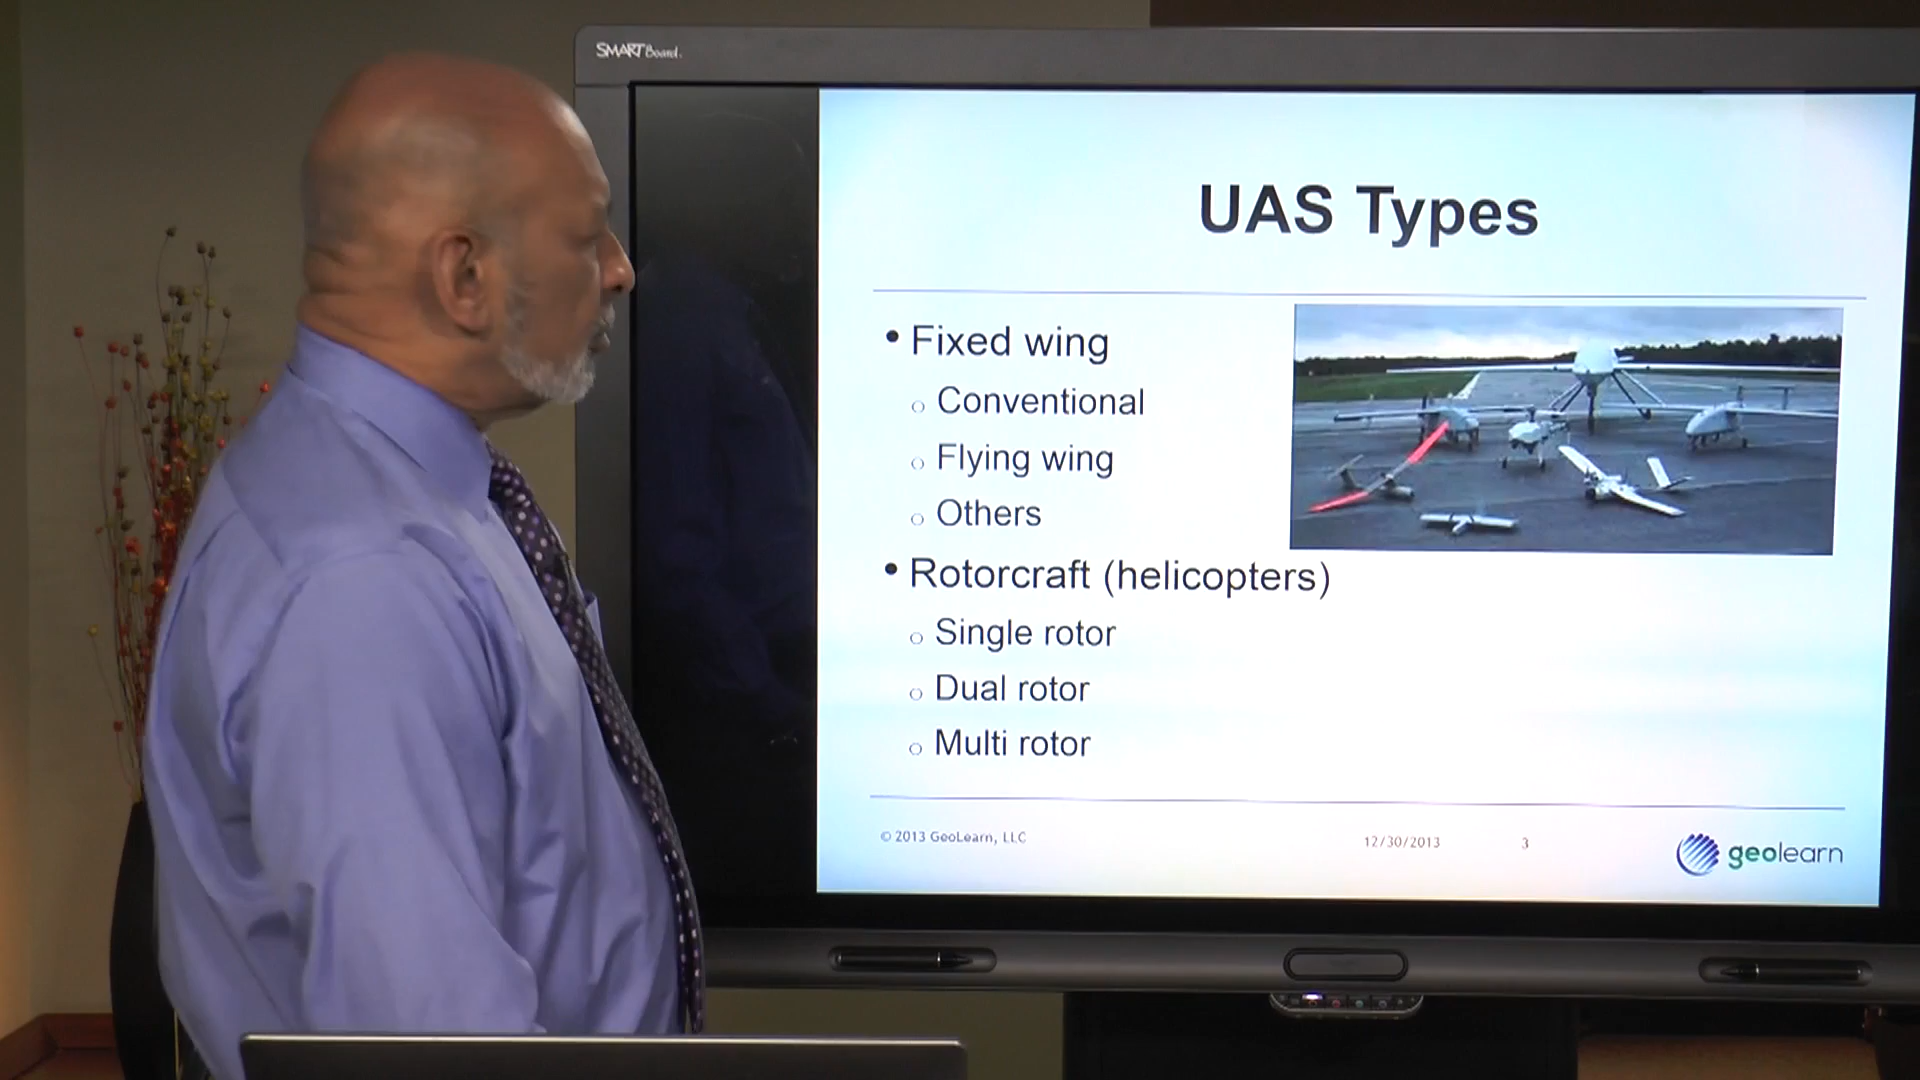 SMART Board
UAS Types
• Fixed wing
o Conventional
o Flying wing
o Others
• Rotorcraft (helicopters)
o Single rotor
o Dual rotor
o Multi rotor
© 2013 GeoLearn, LLC 12/30/2013 3
geolearn